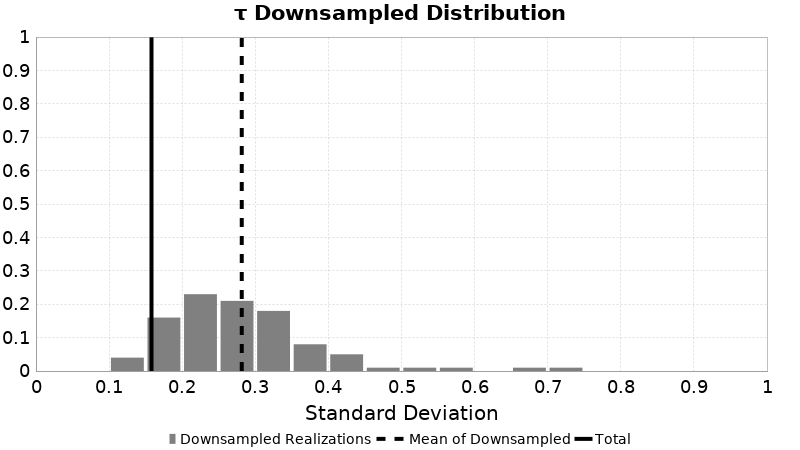 τ Downsampled Distribution
1
0.9
0.8
0.7
0.6
0.5
0.4
0.3
0.2
0.1
0
0 0.1 0.2 0.3 0.4 0.5 0.6 0.7 0.8 0.9 1
Standard Deviation
Downsampled Realizations Mean of Downsampled Total